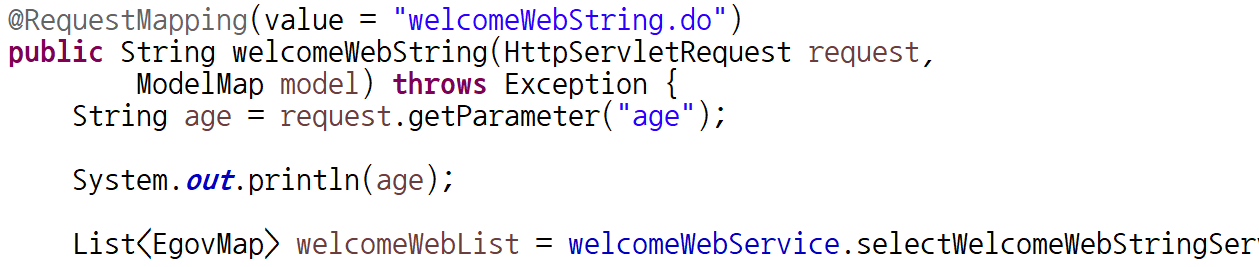 @RequestMapping(value = "welcomeWebString.do")
public String welcomeWebString(HttpServletRequest request,
ModelMap model) throws Exception {
String age = request.getParameter("age");
System.out.println(age);
List<EgovMap> welcomeWebList = welcomeWebService.selectWelcomeWebStringSer